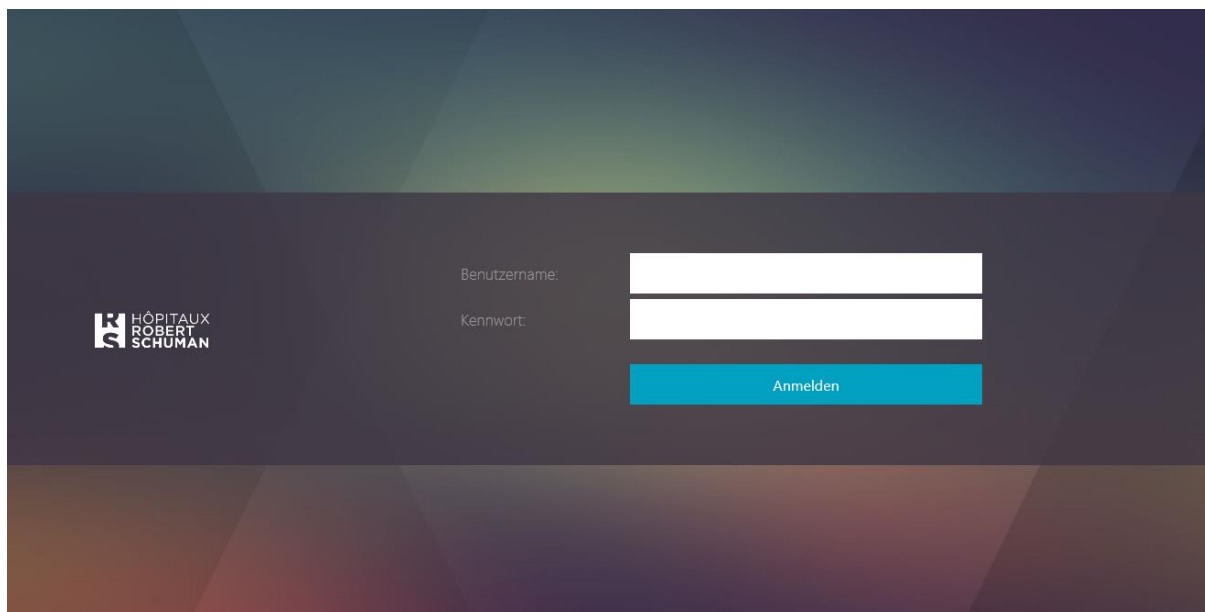 HÔPITAUX
ROBERT
SCHUMAN
Benutzername:
Kennwort:
Anmelden